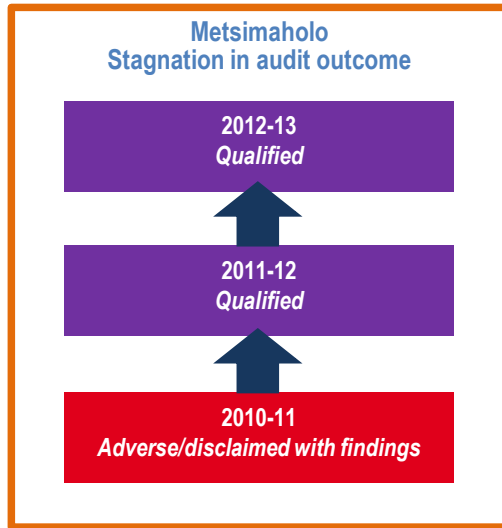 Metsimaholo
Stagnation in audit outcome
2012-13
Qualified
2011-12
Qualified
2010-11
Adverse/disclaimed with findings